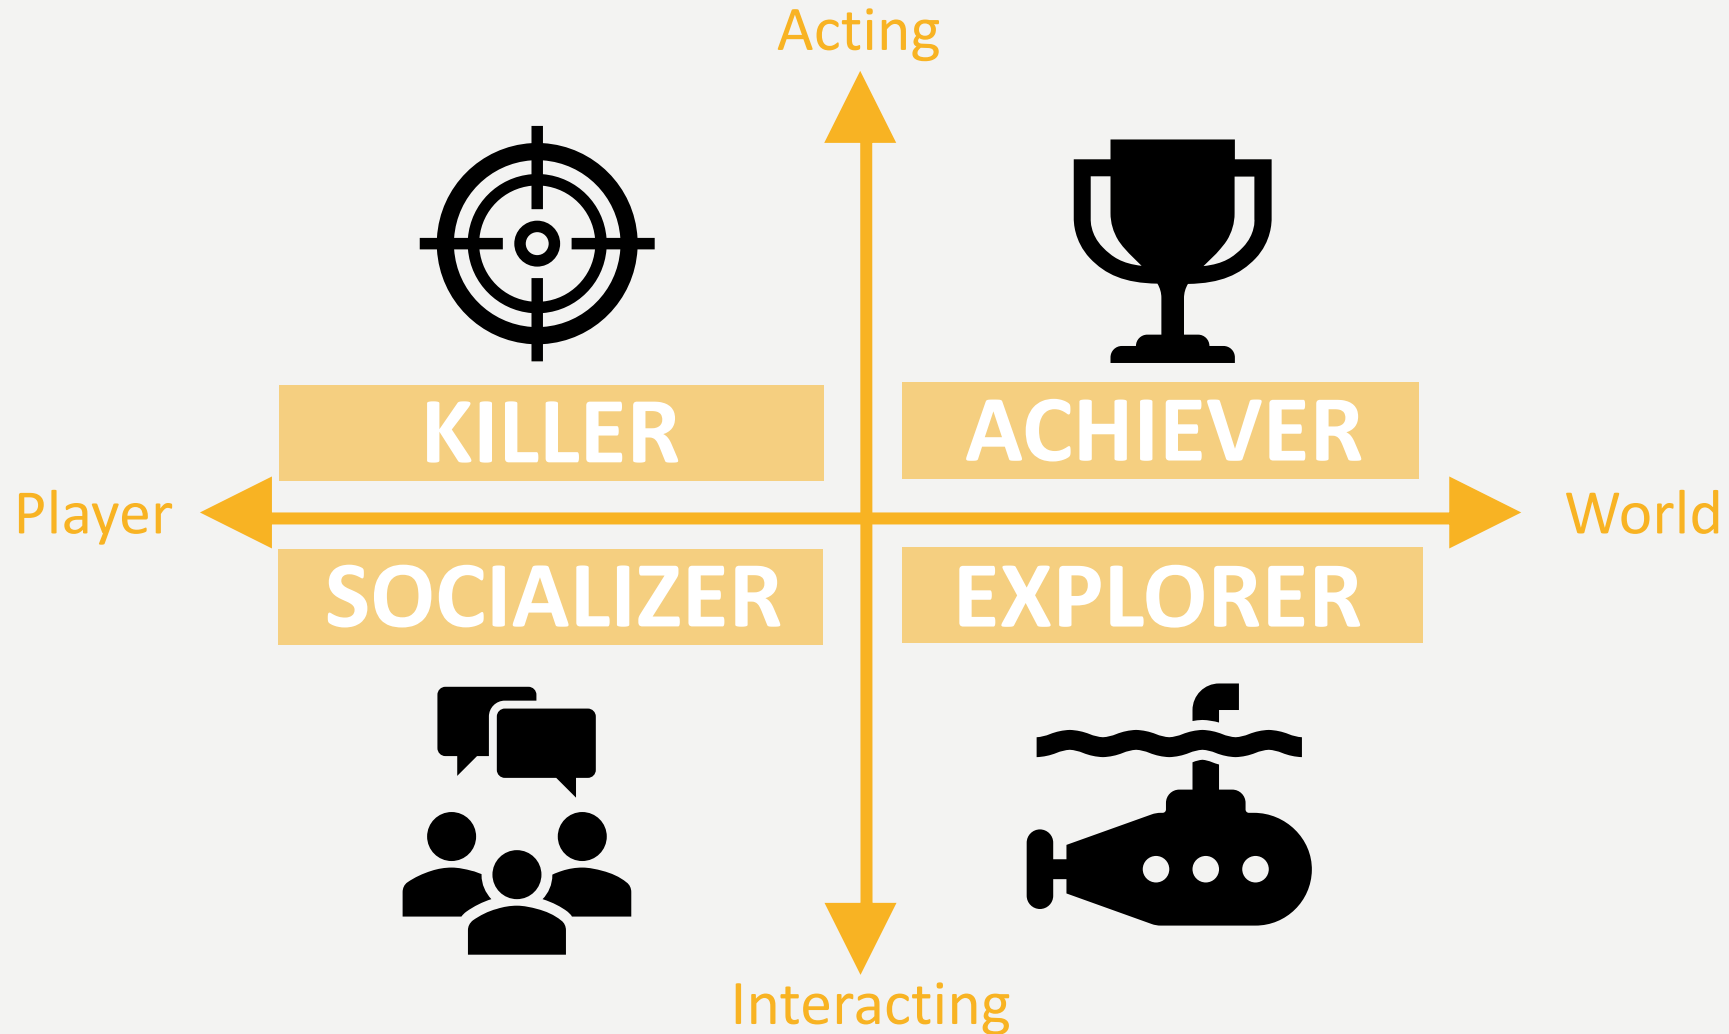 Acting
KILLER
ACHIEVER
Player
World
SOCIALIZER
EXPLORER
Interacting